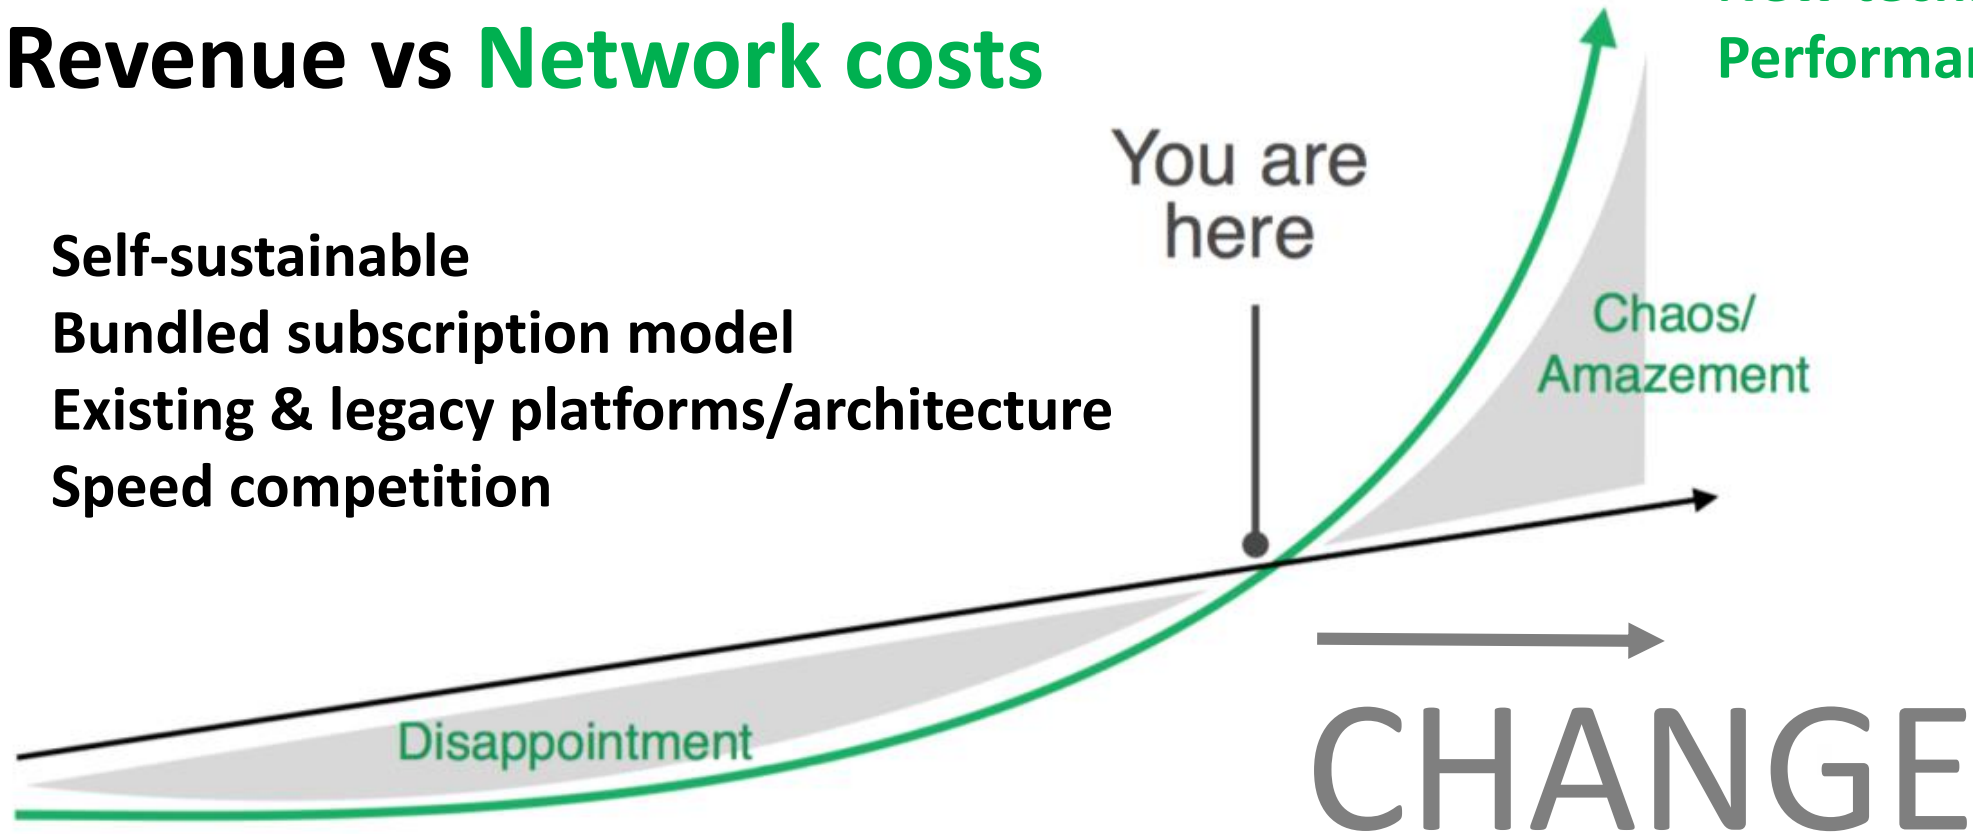 Revenue vs Network costs
You are
here
Self-sustainable
Bundled subscription model
Existing & legacy platforms/architecture
Speed competition
Chaos/
Amazement
Disappointment
CHANGE